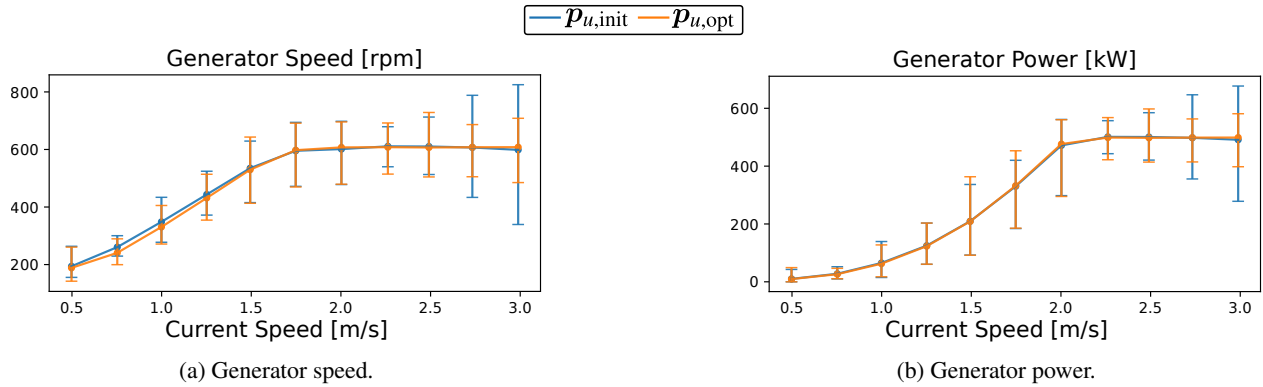 p_u,init p_u,opt
Generator Speed [rpm]
800
600
400
200
0.5 1.0 1.5 2.0 2.5 3.0
Current Speed [m/s]
(a) Generator speed.
Generator Power [kW]
600
400
200
0
0.5 1.0 1.5 2.0 2.5 3.0
Current Speed [m/s]
(b) Generator power.